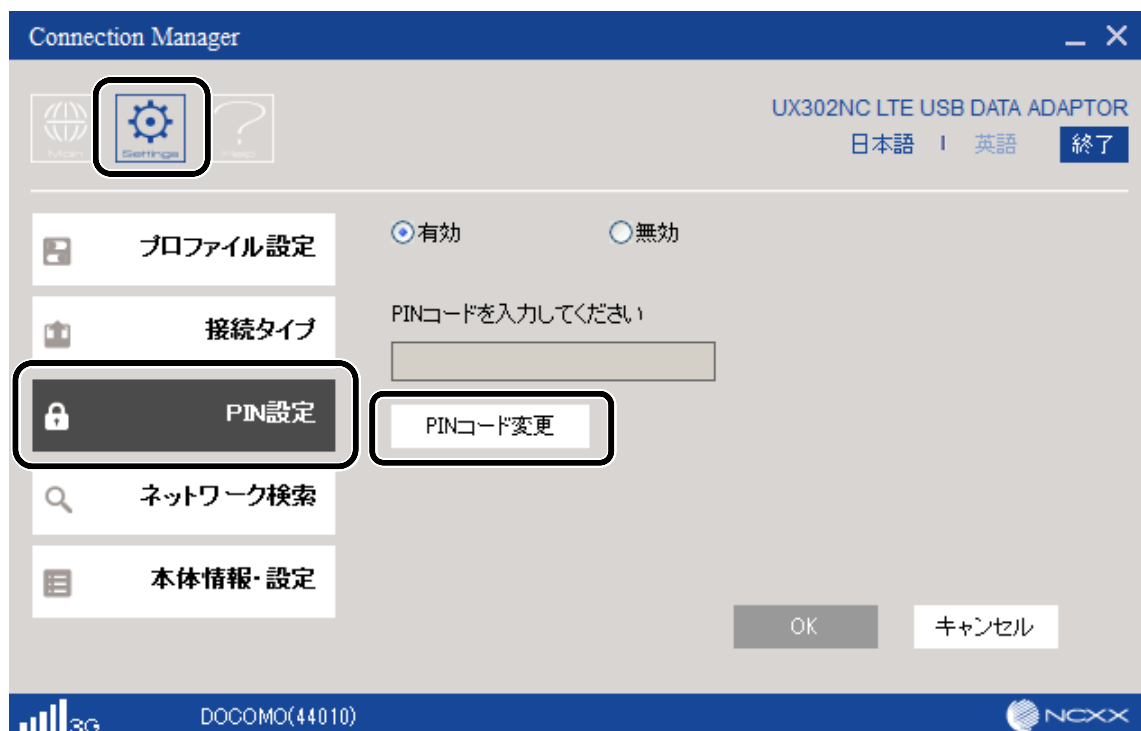 Connection Manager
Main
Settings
Help
UX302NC LTE USB DATA ADAPTOR
日本語 | 英語 終了
プロファイル設定
有効 無効
接続タイプ
PINコードを入力してください
PIN設定
PINコード変更
ネットワーク検索
本体情報・設定
OK キャンセル
3G DOCOMO(44010) NCXX